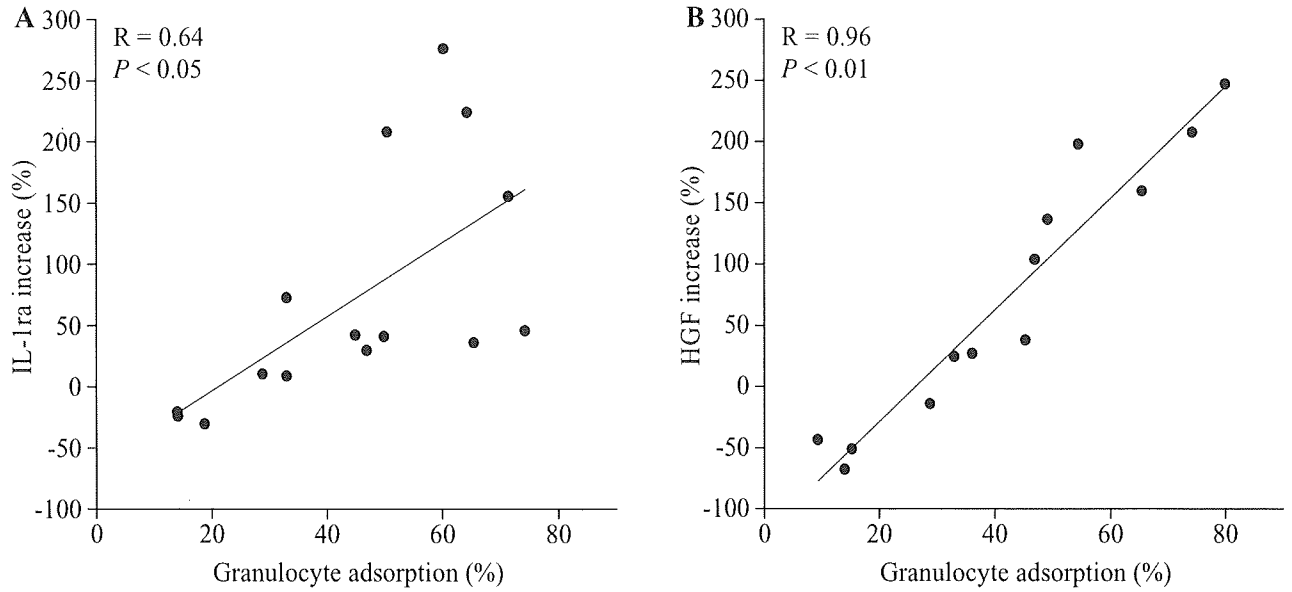 A
R = 0.64
P < 0.05
IL-1ra increase (%)
300
250
200
150
100
50
0
-50
-100
0 20 40 60 80
Granulocyte adsorption (%)
B
R = 0.96
P < 0.01
HGF increase (%)
300
250
200
150
100
50
0
-50
-100
0 20 40 60 80
Granulocyte adsorption (%)